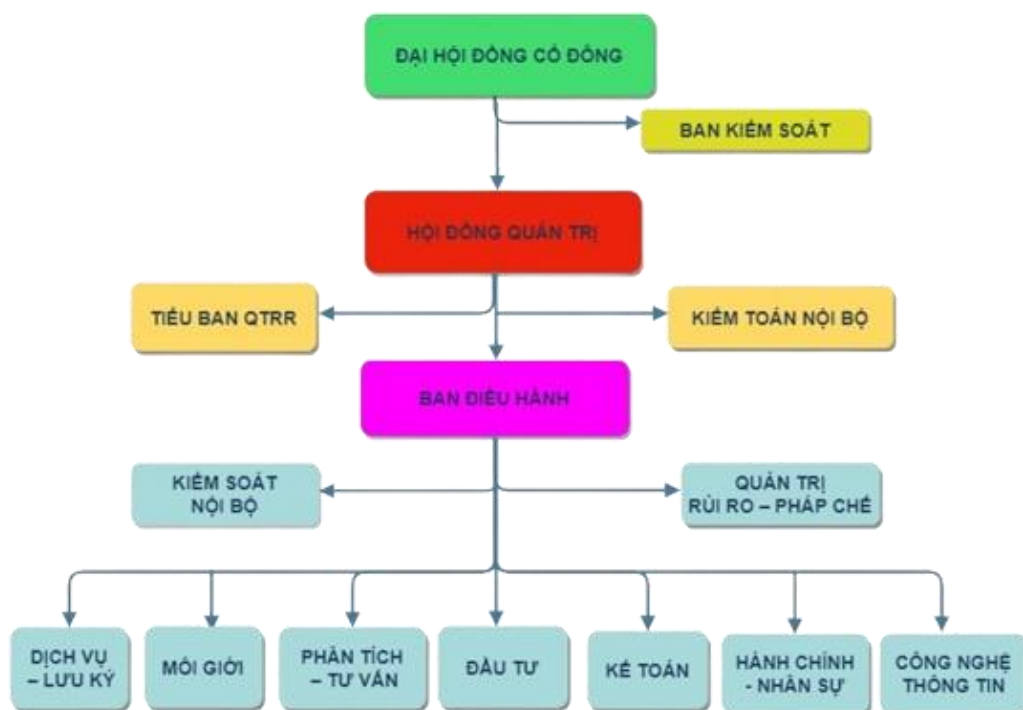 ĐẠI HỘI ĐỒNG CỔ ĐÔNG
BAN KIỂM SOÁT
HỘI ĐỒNG QUẢN TRỊ
TIỂU BAN QTRR
KIỂM TOÁN NỘI BỘ
BAN ĐIỀU HÀNH
KIỂM SOÁT
NỘI BỘ
QUẢN TRỊ
RỦI RO – PHÁP CHẾ
DỊCH VỤ
– LƯU KÝ
MÔI GIỚI
PHÂN TÍCH
– TƯ VẤN
ĐẦU TƯ
KẾ TOÁN
HÀNH CHÍNH
- NHÂN SỰ
CÔNG NGHỆ
THÔNG TIN